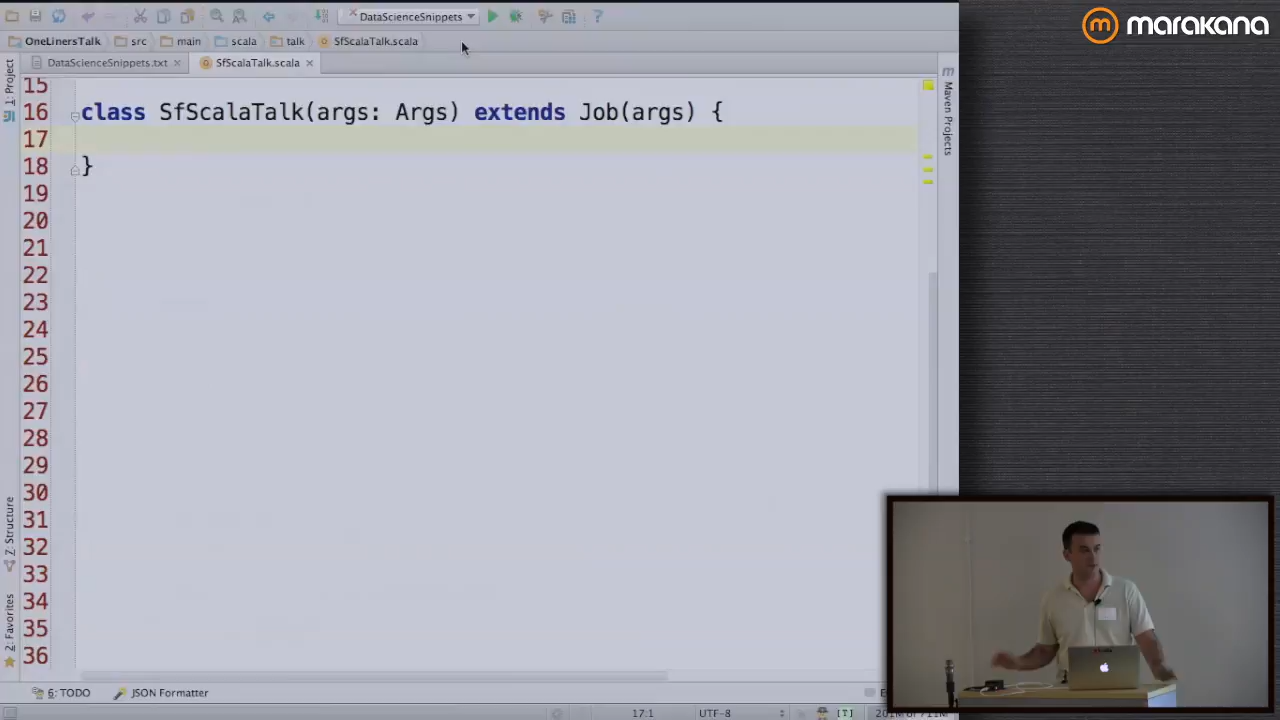 DataScienceSnippets
marakana
OneLinersTalk src main scala talk SfScalaTalk.scala
DataScienceSnippets.txt SfScalaTalk.scala
1: Project
Maven Projects
15
16 class SfScalaTalk(args: Args) extends Job(args) {
17
18 }
19
20
21
22
23
24
25
26
27
28
29
30
31
32
33
34
35
36
7: Structure
2: Favorites
6: TODO JSON Formatter
17:1 UTF-8 [T]